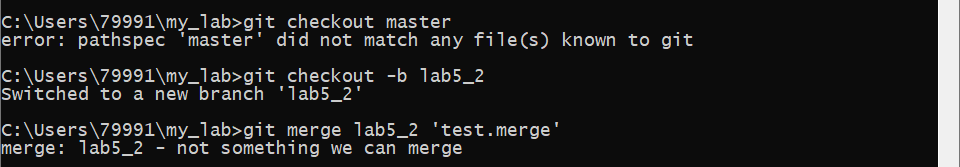 C:\Users\79991\my_lab>git checkout master
error: pathspec 'master' did not match any file(s) known to git
C:\Users\79991\my_lab>git checkout -b lab5_2
Switched to a new branch 'lab5_2'
C:\Users\79991\my_lab>git merge lab5_2 'test.merge'
merge: lab5_2 - not something we can merge